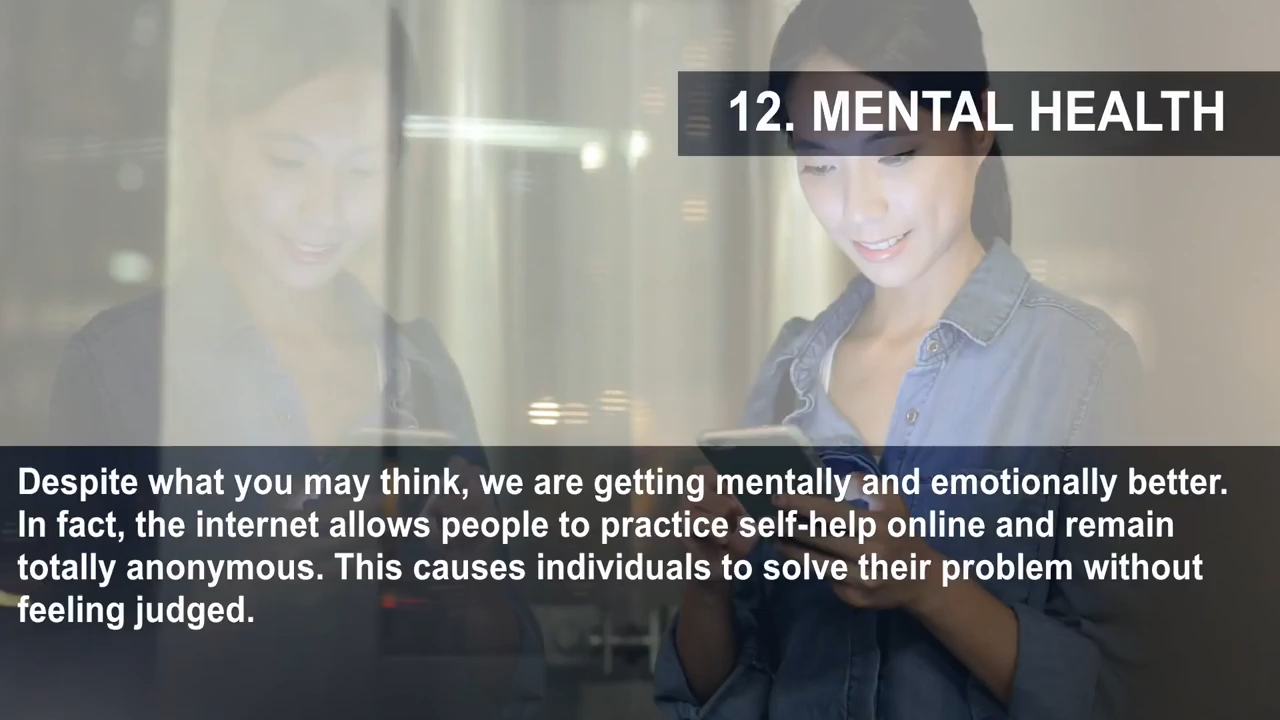 12. MENTAL HEALTH
Despite what you may think, we are getting mentally and emotionally better.
In fact, the internet allows people to practice self-help online and remain
totally anonymous. This causes individuals to solve their problem without
feeling judged.